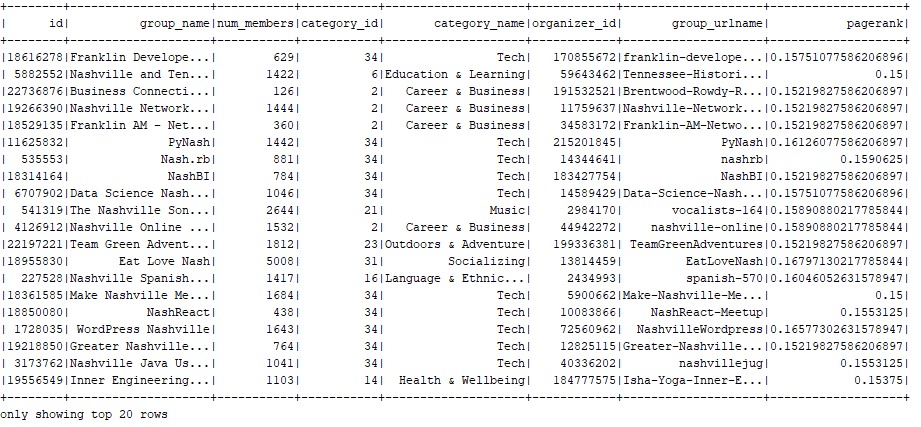 +--------+--------------------+-----------+-----------+--------------------+------------+--------------------+-------------------+
|      id|          group_name|num_members|category_id|       category_name|organizer_id|       group_urlname|           pagerank|
+--------+--------------------+-----------+-----------+--------------------+------------+--------------------+-------------------+
|18616278|Franklin Develope...|        629|         34|                Tech|   170855672|franklin-develope...|0.15751077586206896|
| 5882552|Nashville and Ten...|       1422|          6|Education & Learning|    59643462|Tennessee-Histori...|               0.15|
|22736876|Business Connecti...|        126|          2|   Career & Business|   191532521|Brentwood-Rowdy-R...|0.15219827586206897|
|19266390|Nashville Network...|       1444|          2|   Career & Business|    11759637|Nashville-Network...|0.15219827586206897|
|18529135|Franklin AM - Net...|        360|          2|   Career & Business|    34583172|Franklin-AM-Netwo...|0.15219827586206897|
|11625832|              PyNash|       1442|         34|                Tech|   215201845|              PyNash|0.16126077586206897|
|  535553|             Nash.rb|        881|         34|                Tech|    14344641|              nashrb|          0.1590625|
|18314164|              NashBI|        784|         34|                Tech|   183427754|              NashBI|0.15219827586206897|
| 6707902|Data Science Nash...|       1046|         34|                Tech|    14589429|Data-Science-Nash...|0.15751077586206896|
|  541319|The Nashville Son...|       2644|         21|               Music|     2984170|       vocalists-164|0.15890880217785844|
| 4126912|Nashville Online ...|       1532|          2|   Career & Business|    44942272|    nashville-online|0.15890880217785844|
|22197221|Team Green Advent...|       1812|         23|Outdoors & Adventure|   199336381| TeamGreenAdventures|0.15219827586206897|
|18955830|       Eat Love Nash|       5008|         31|         Socializing|    13814459|         EatLoveNash|0.16797130217785844|
|  227528|Nashville Spanish...|       1417|         16|Language & Ethnic...|     2434993|         spanish-570|0.16046052631578947|
|18361585|Make Nashville Me...|       1684|         34|                Tech|     5900662|Make-Nashville-Me...|               0.15|
|18850080|           NashReact|        438|         34|                Tech|    10083866|    NashReact-Meetup|          0.1553125|
| 1728035| WordPress Nashville|       1643|         34|                Tech|    72560962|  NashvilleWordpress|0.16577302631578947|
|19218850|Greater Nashville...|        764|         34|                Tech|    12825115|Greater-Nashville...|0.15219827586206897|
| 3173762|Nashville Java Us...|       1041|         34|                Tech|    40336202|        nashvillejug|          0.1553125|
|19556549|Inner Engineering...|       1103|         14|  Health & Wellbeing|   184777575|Isha-Yoga-Inner-E...|            0.15375|
+--------+--------------------+-----------+-----------+--------------------+------------+--------------------+-------------------+
only showing top 20 rows